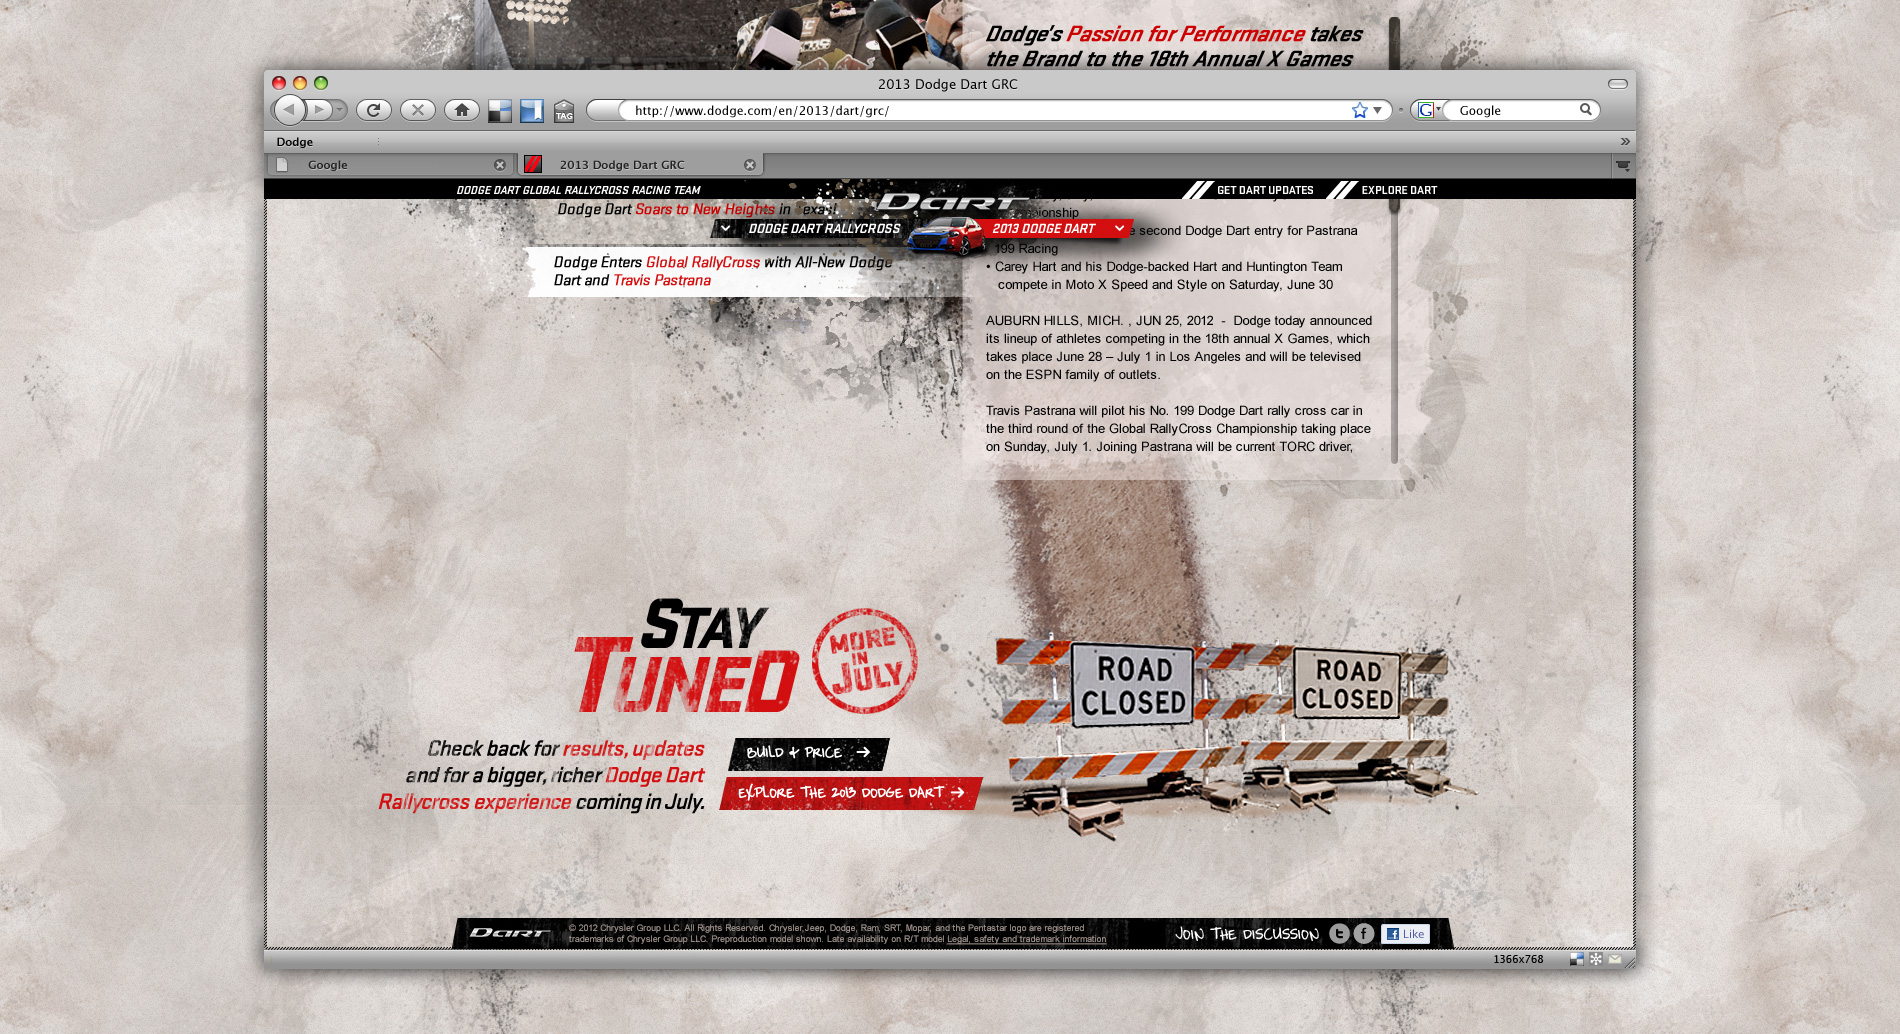 Dodge's Passion for Performance takes
the Brand to the 18th Annual X Games
2013 Dodge Dart GRC
TAG
http://www.dodge.com/en/2013/dart/grc/
G
Google
Dodge
»
Google
2013 Dodge Dart GRC
DODGE DART GLOBAL RALLYCROSS RACING TEAM
DART
GET DART UPDATES
EXPLORE DART
Dodge Dart Soars to New Heights in
DODGE DART RALLYCROSS
2013 DODGE DART
Dodge Enters Global RallyCross with All-New Dodge
Dart and Travis Pastrana
second Dodge Dart entry for Pastrana
199 Racing
• Carey Hart and his Dodge-backed Hart and Huntington Team
compete in Moto X Speed and Style on Saturday, June 30
AUBURN HILLS, MICH. , JUN 25, 2012 - Dodge today announced
its lineup of athletes competing in the 18th annual X Games, which
takes place June 28 – July 1 in Los Angeles and will be televised
on the ESPN family of outlets.
Travis Pastrana will pilot his No. 199 Dodge Dart rally cross car in
the third round of the Global RallyCross Championship taking place
on Sunday, July 1. Joining Pastrana will be current TORC driver,
STAY
TUNED
MORE
IN
JULY
ROAD
CLOSED
ROAD
CLOSED
Check back for results, updates
and for a bigger, richer Dodge Dart
Rallycross experience coming in July.
BUILD + PRICE
EXPLORE THE 2013 DODGE DART
DART
© 2012 Chrysler Group LLC. All Rights Reserved. Chrysler,Jeep, Dodge, Ram, SRT, Mopar, and the Pentastar logo are registered
trademarks of Chrysler Group LLC. Preproduction model shown. Late availability on R/T model Legal, safety and trademark information
JOIN THE DISCUSSION
Like
1366x768